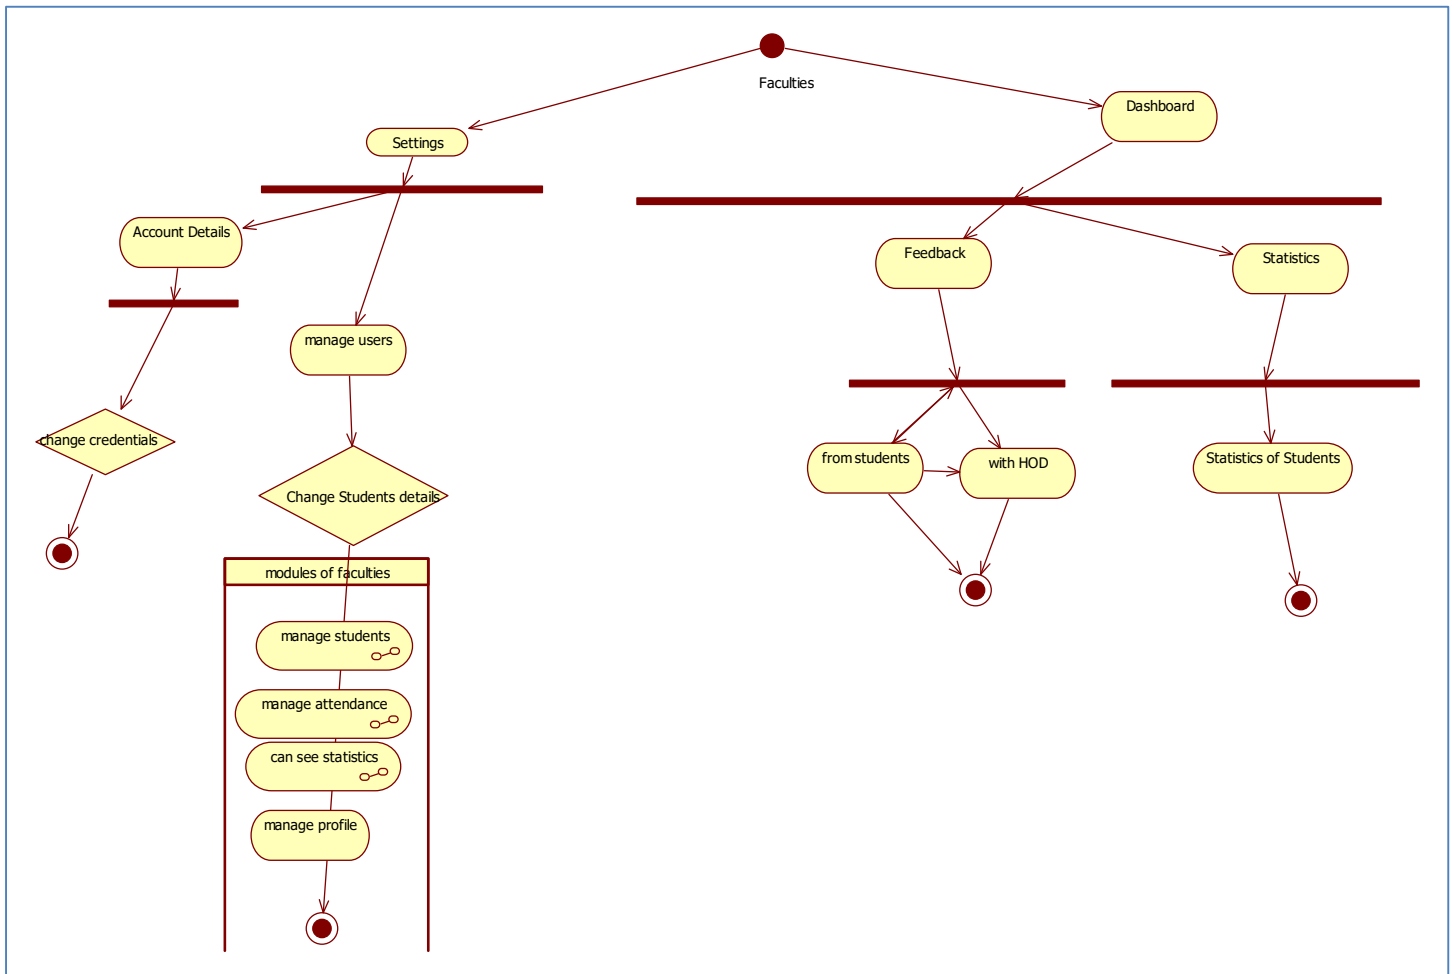 Faculties
Dashboard
Settings
Account Details
Feedback
Statistics
manage users
change credentials
from students
with HOD
Statistics of Students
Change Students details
modules of faculties
manage students
manage attendance
can see statistics
manage profile